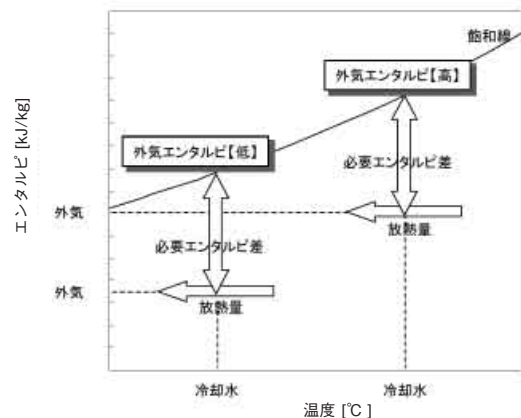 飽和線
外気エンタルピ【高】
外気エンタルピ【低】
必要エンタルピ差
エンタルピ [kJ/kg]
外気
放熱量
必要エンタルピ差
外気
放熱量
冷却水
冷却水
温度 [℃]